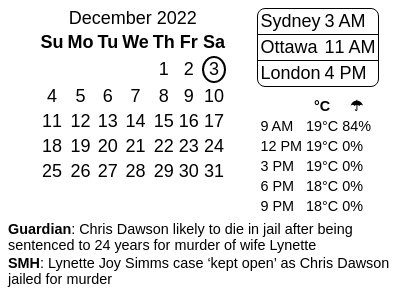 December 2022
Su Mo Tu We Th Fr Sa
1 2 3
4 5 6 7 8 9 10
11 12 13 14 15 16 17
18 19 20 21 22 23 24
25 26 27 28 29 30 31
Sydney 3 AM
Ottawa 11 AM
London 4 PM
°C ☂
9 AM 19°C 84%
12 PM 19°C 0%
3 PM 19°C 0%
6 PM 18°C 0%
9 PM 18°C 0%
Guardian: Chris Dawson likely to die in jail after being
sentenced to 24 years for murder of wife Lynette
SMH: Lynette Joy Simms case ‘kept open’ as Chris Dawson
jailed for murder